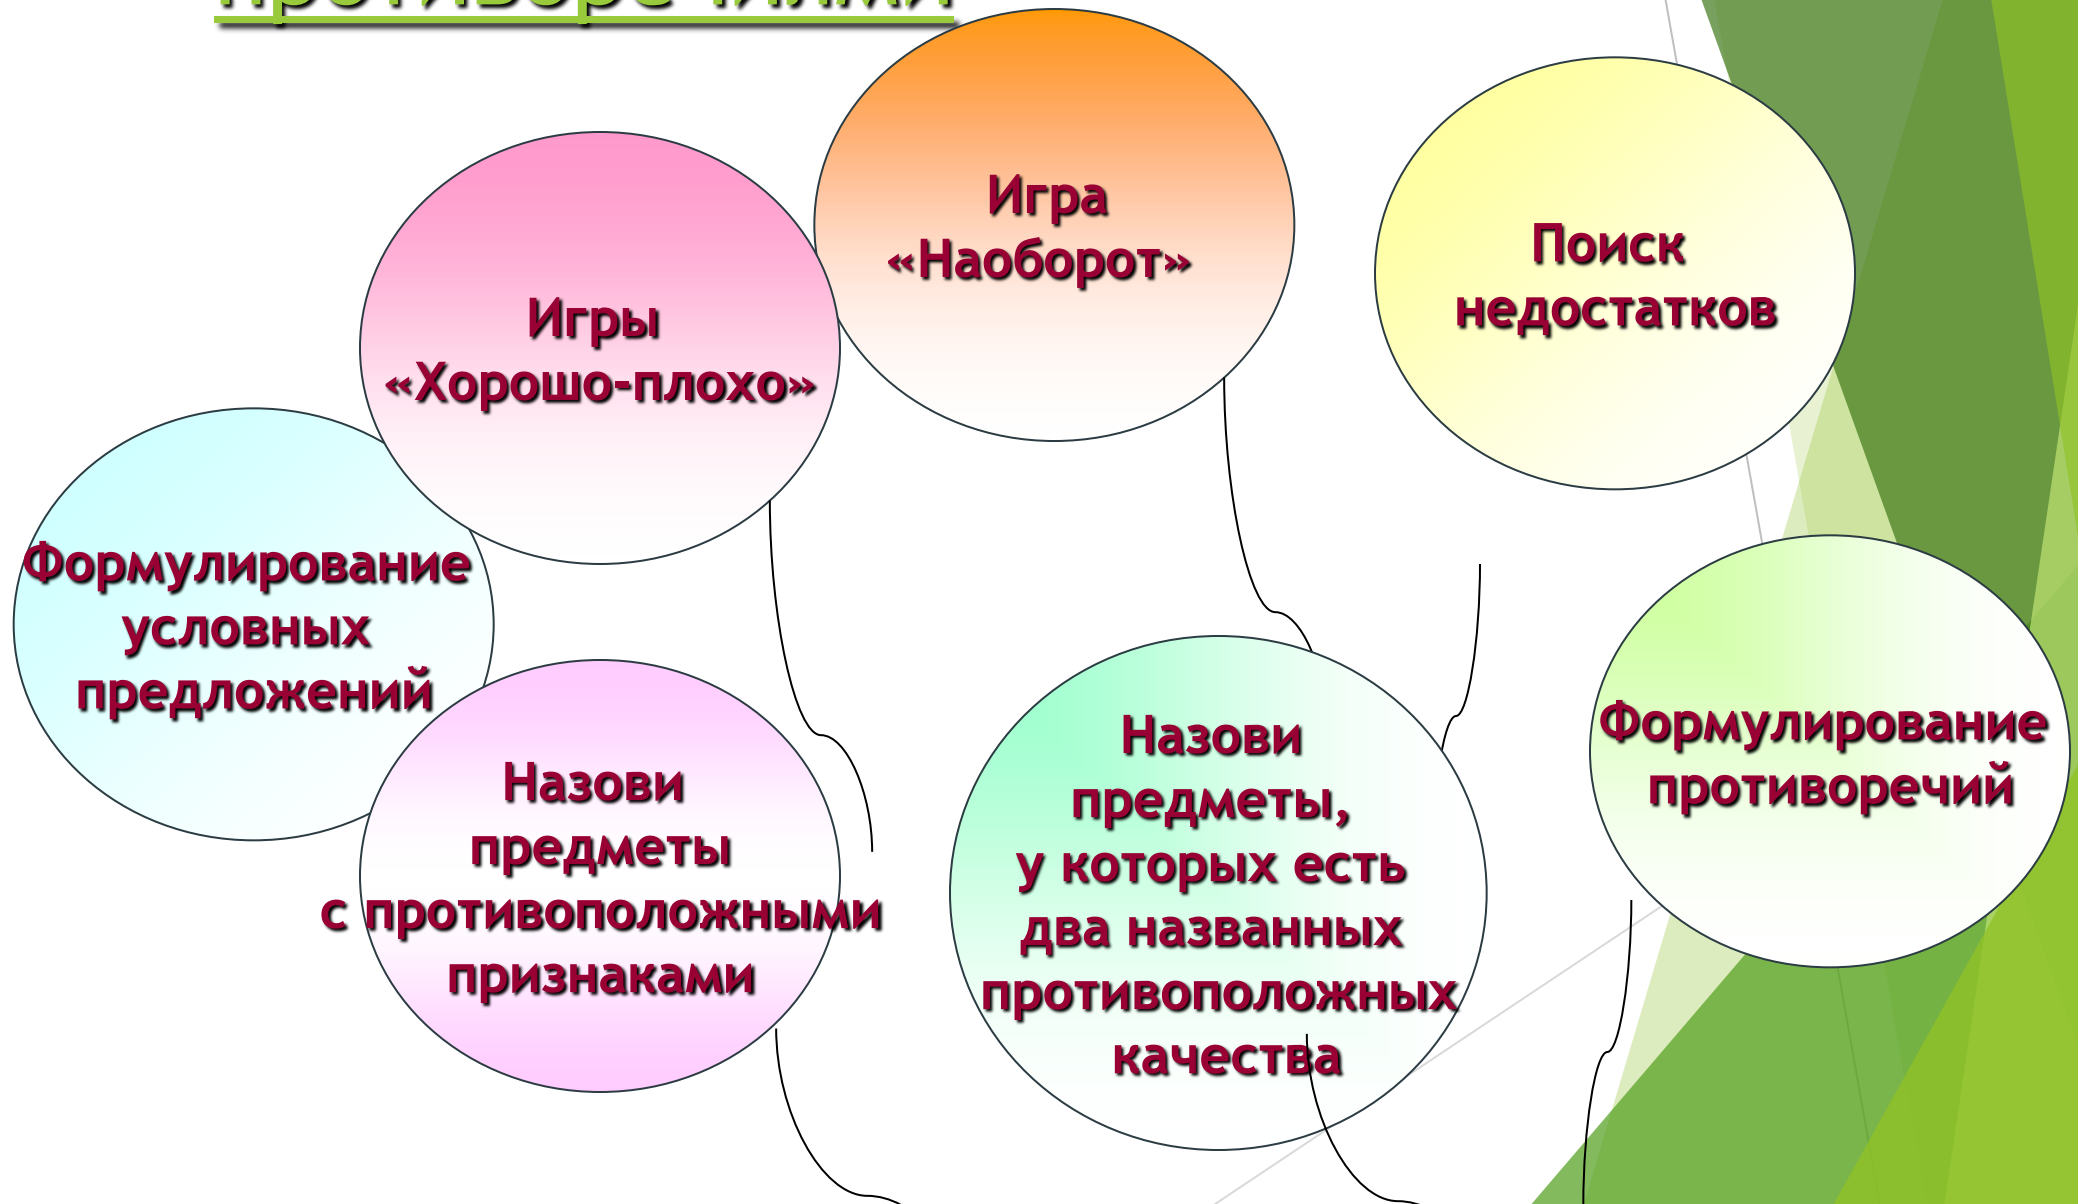 противоречиями
Игра
«Наоборот»
Поиск
недостатков
Игры
«Хорошо-плохо»
Формулирование
условных
предложений
Назови
предметы
с противоположными
признаками
Назови
предметы,
у которых есть
два названных
противоположных
качества
Формулирование
противоречий